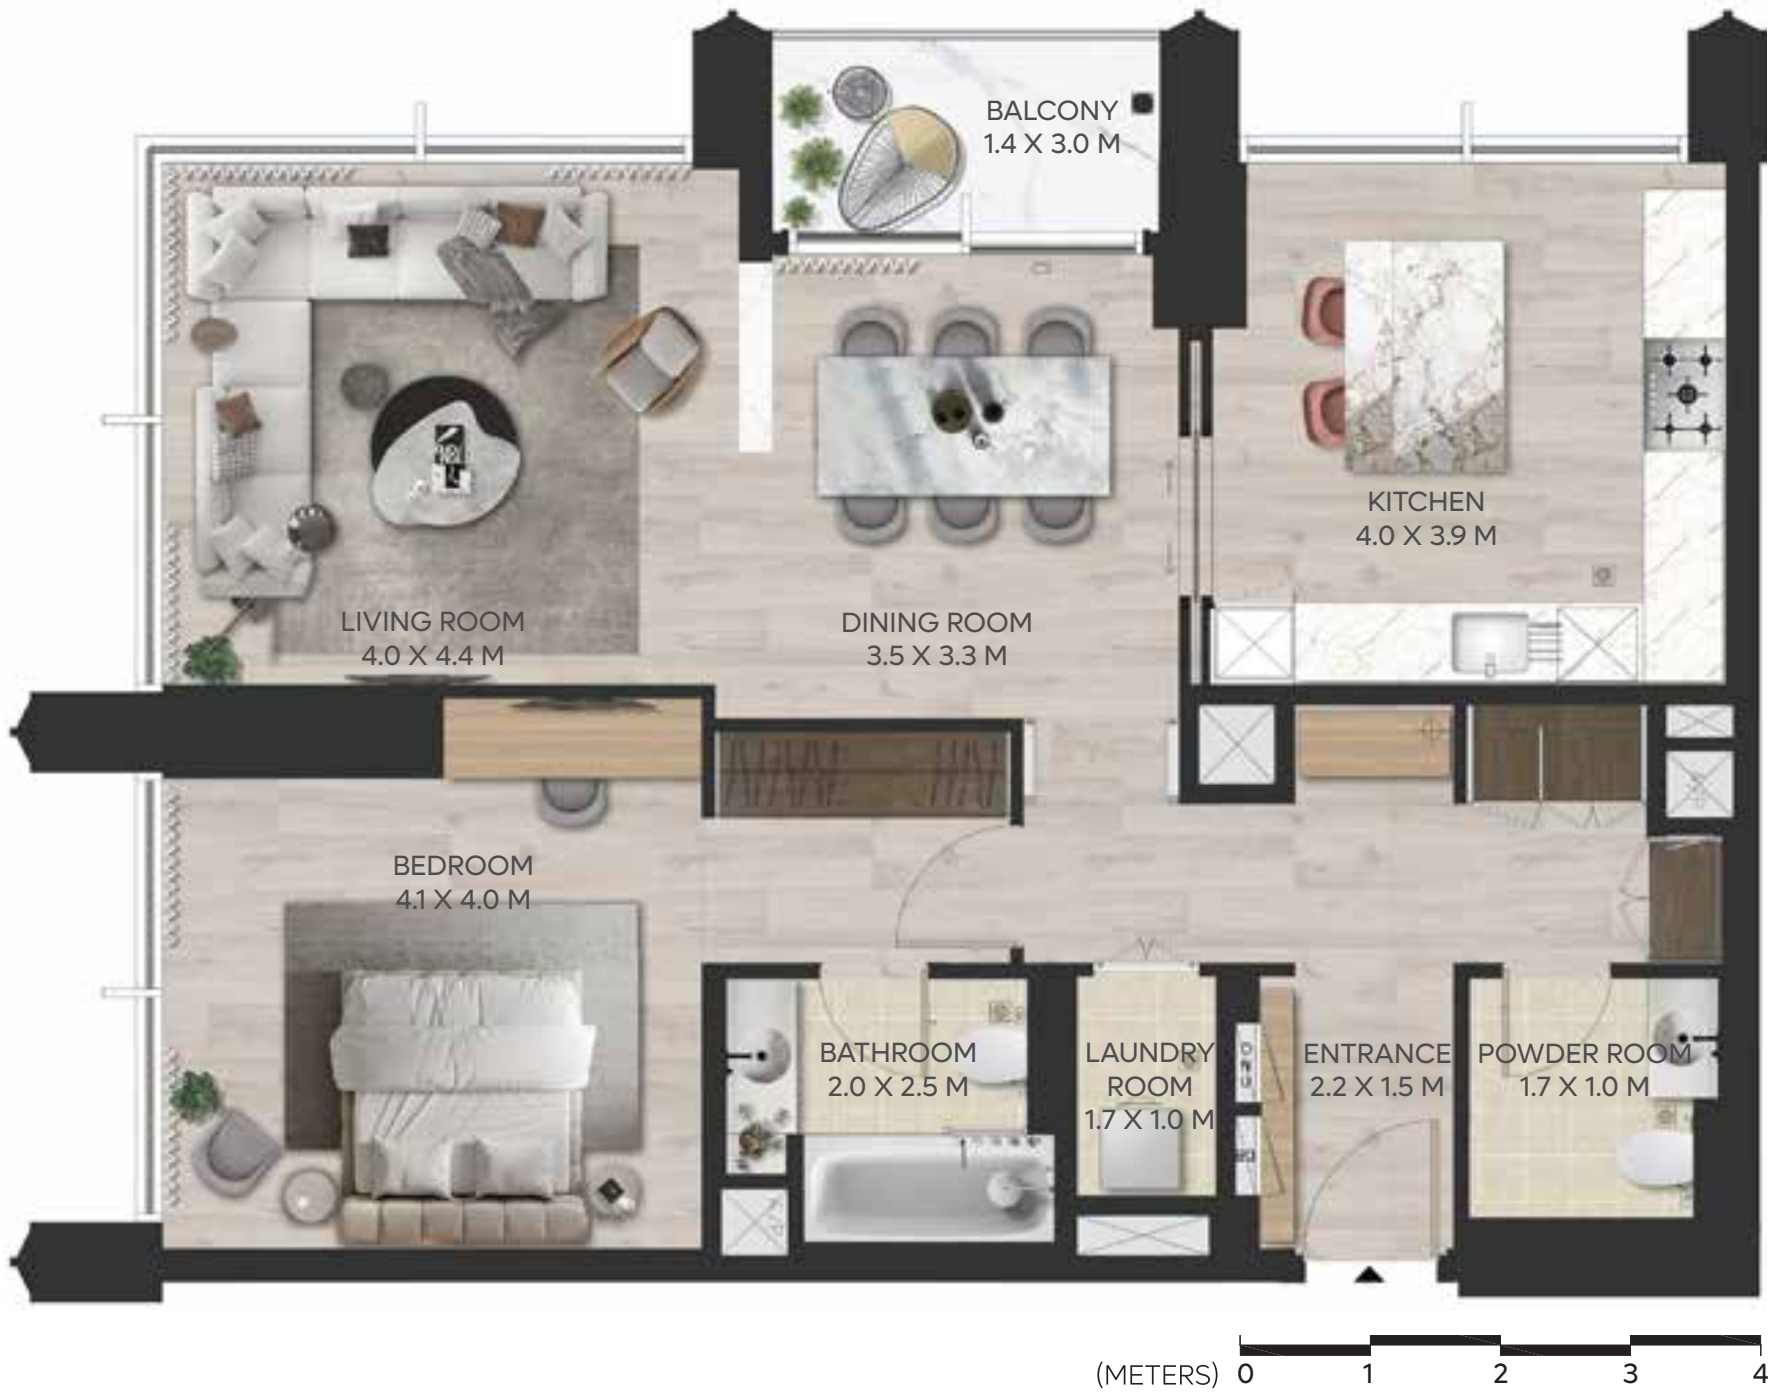 BALCONY
1.4 X 3.0 M
KITCHEN
4.0 X 3.9 M
LIVING ROOM
4.0 X 4.4 M
DINING ROOM
3.5 X 3.3 M
BEDROOM
4.1 X 4.0 M
BATHROOM
2.0 X 2.5 M
LAUNDRY
ROOM
1.7 X 1.0 M
ONU
DB
ENTRANCE
2.2 X 1.5 M
POWDER ROOM
1.7 X 1.0 M
(METERS) 0 1 2 3 4